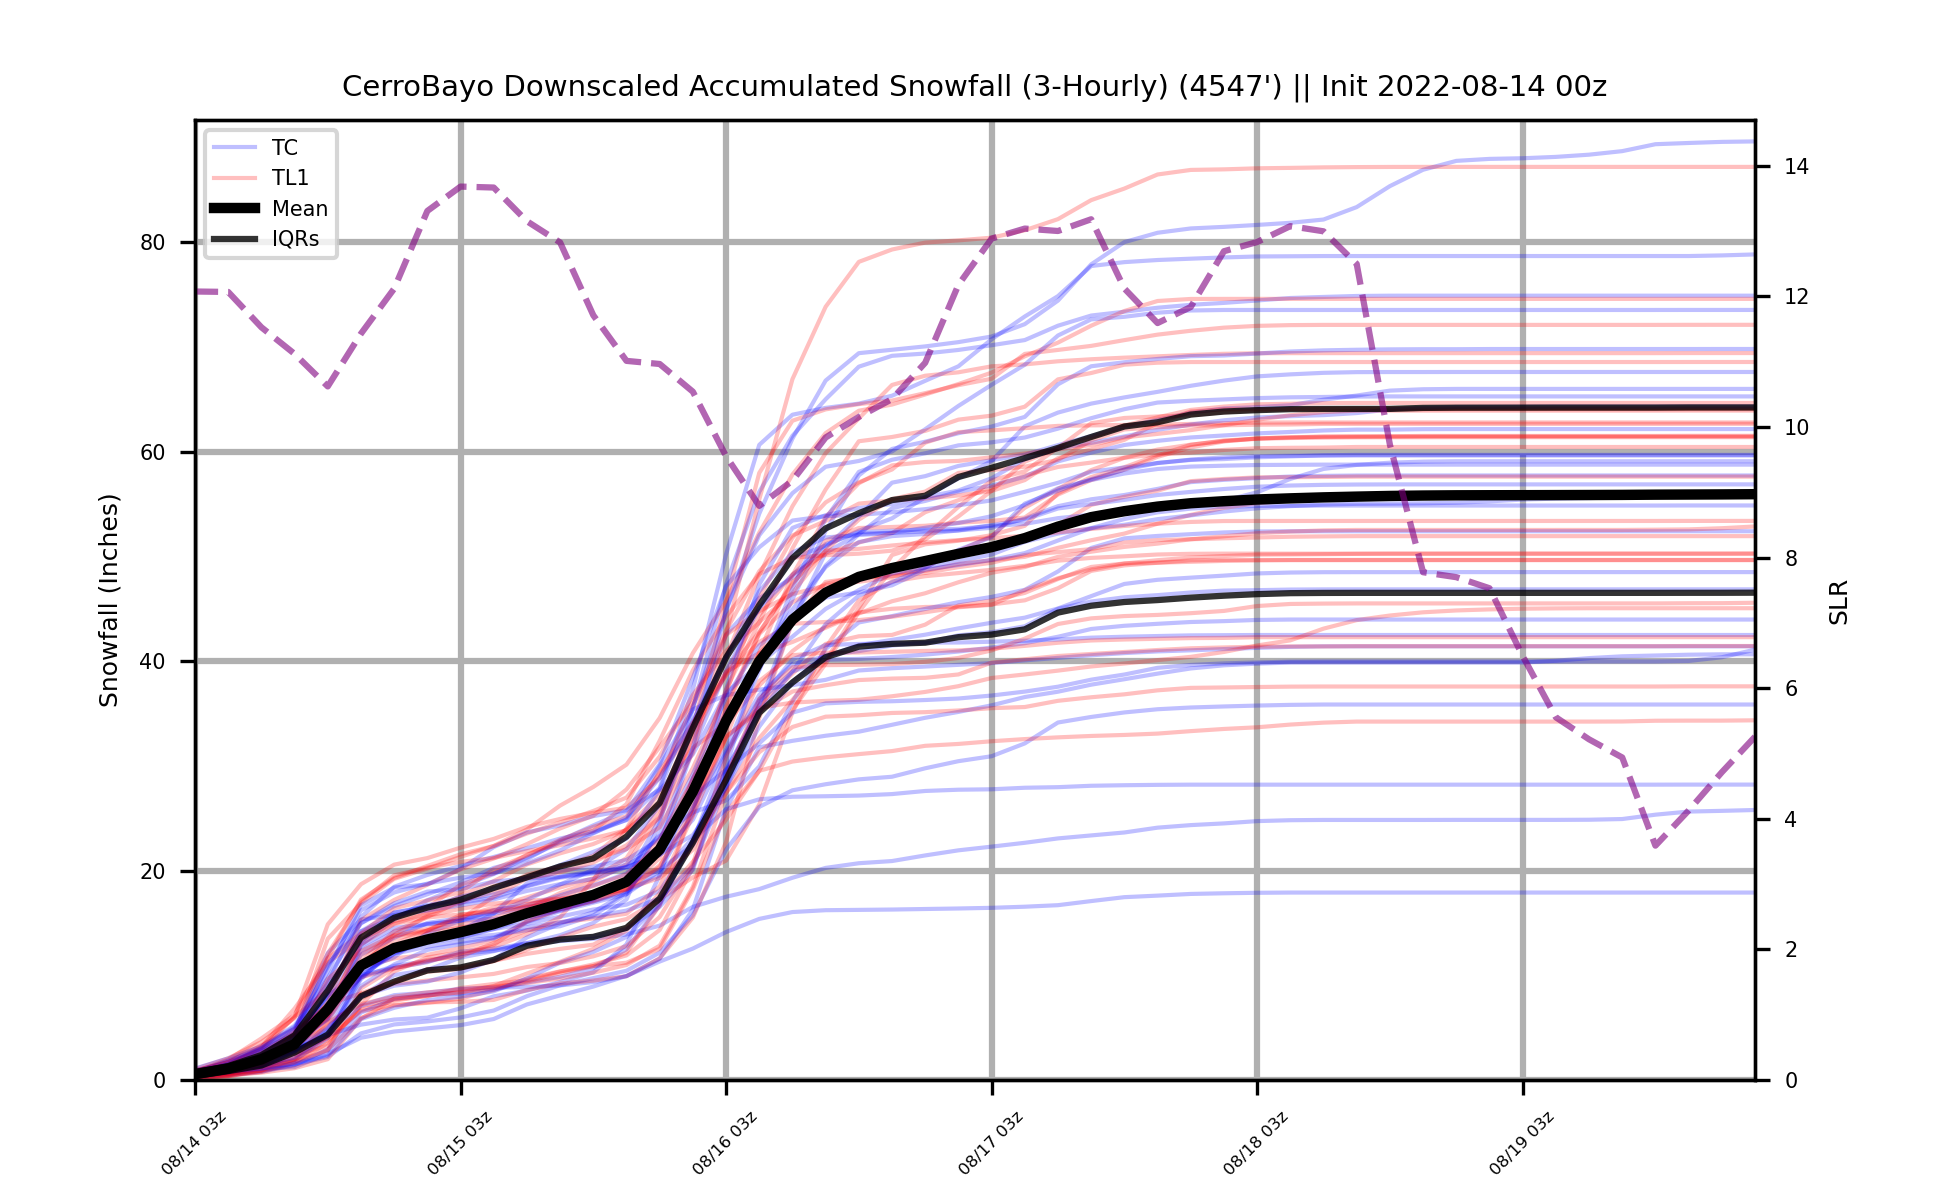 CerroBayo Downscaled Accumulated Snowfall (3-Hourly) (4547') || Init 2022-08-14 00z
TC
TL1
Mean
IQRs
80
60
40
20
0
Snowfall (Inches)
14
12
10
8
6
4
2
0
SLR
08/14 03z
08/15 03z
08/16 03z
08/17 03z
08/18 03z
08/19 03z